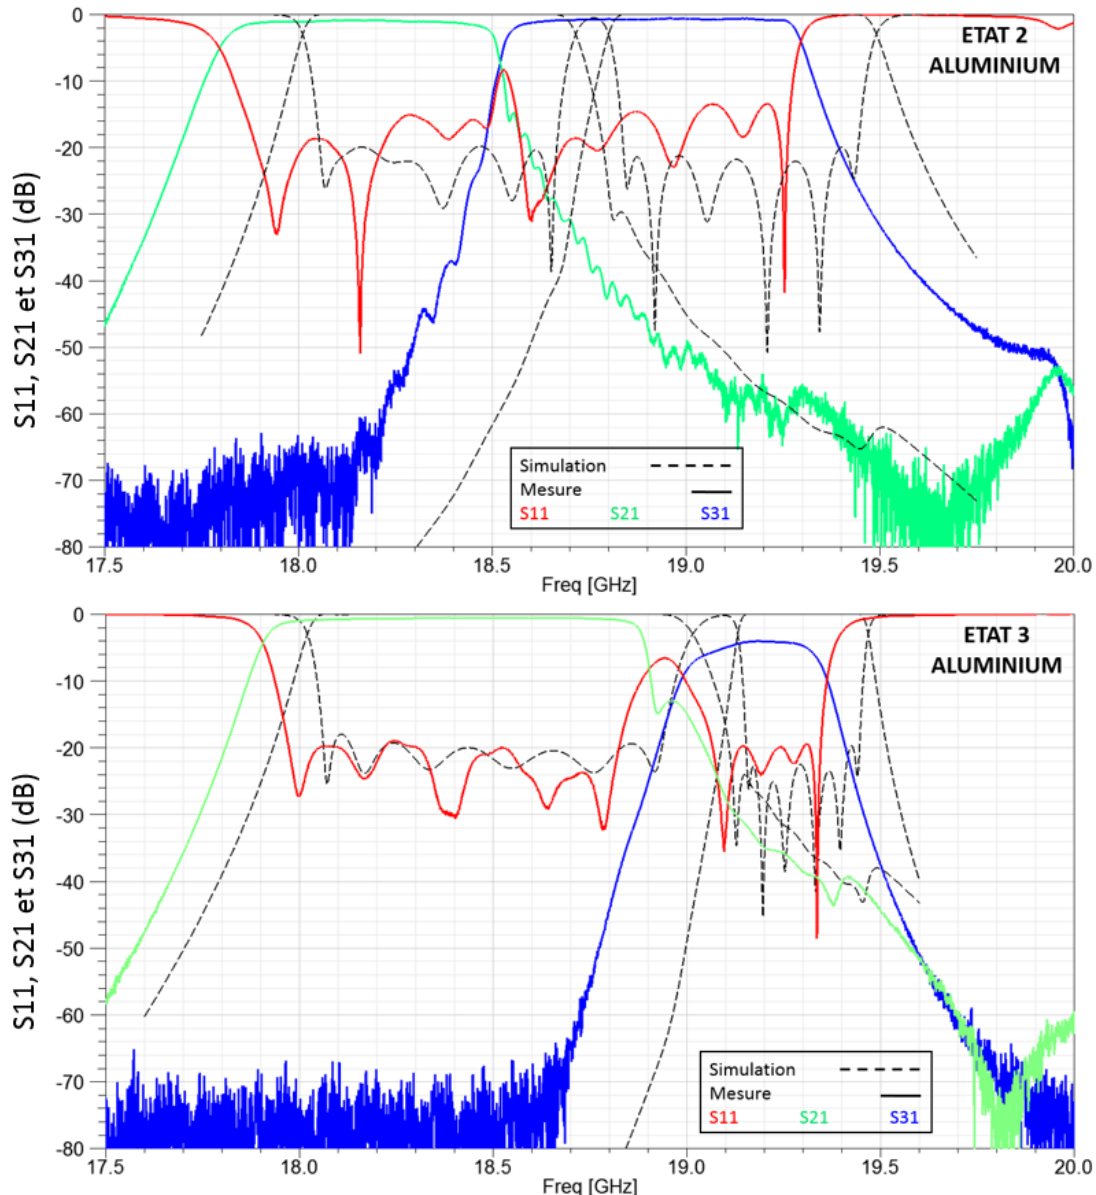 ETAT 2
ALUMINIUM
S11, S21 et S31 (dB)
0
-10
-20
-30
-40
-50
-60
-70
-80
Simulation
Mesure
S11 S21 S31
17.5 18.0 18.5 19.0 19.5 20.0
Freq [GHz]
ETAT 3
ALUMINIUM
S11, S21 et S31 (dB)
0
-10
-20
-30
-40
-50
-60
-70
-80
Simulation
Mesure
S11 S21 S31
17.5 18.0 18.5 19.0 19.5 20.0
Freq [GHz]